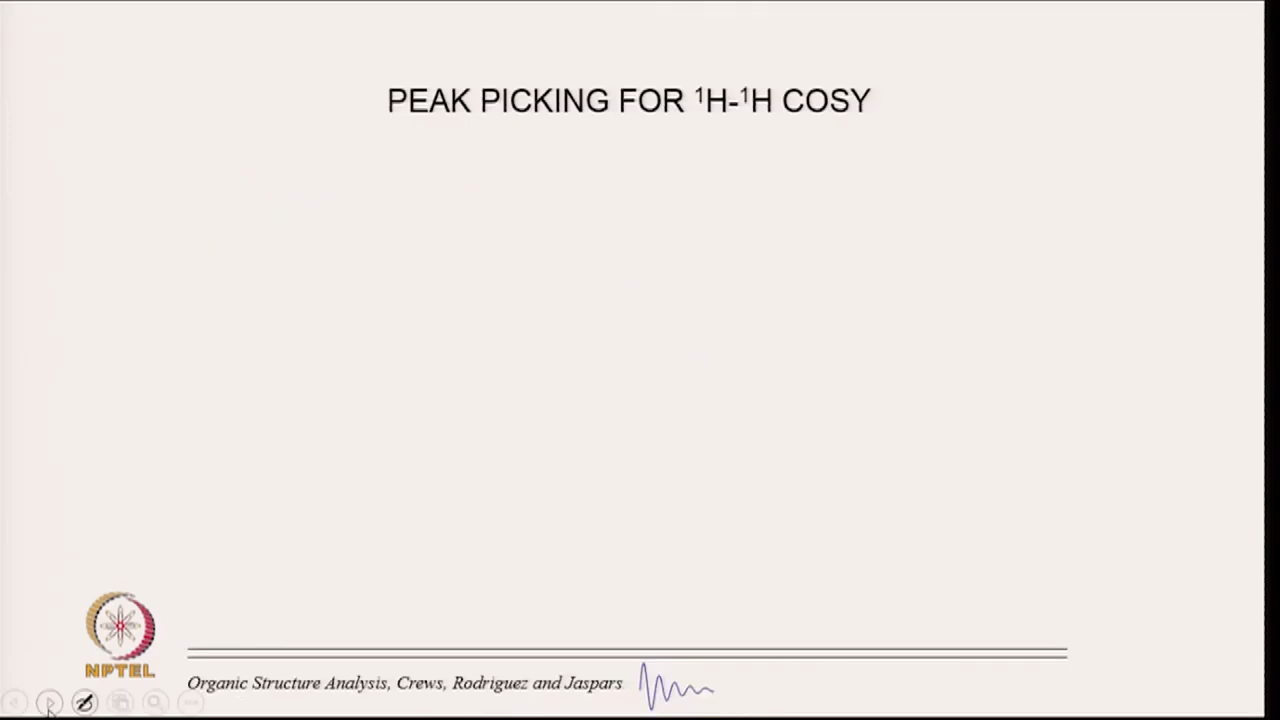 PEAK PICKING FOR ¹H-¹H COSY
NPTEL
Organic Structure Analysis, Crews, Rodriguez and Jaspars